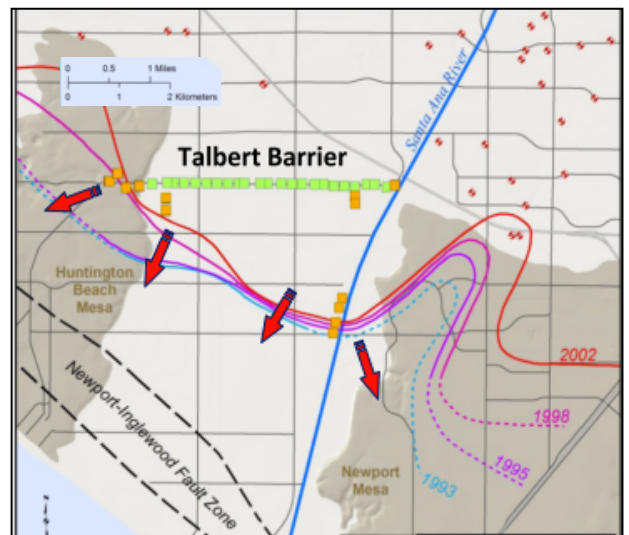 0 0.5 1 Miles
0 1 2 Kilometers
Santa Ana River
Talbert Barrier
Huntington
Beach
Mesa
2002
1998
1995
1993
Newport-Inglewood Fault Zone
Newport
Mesa